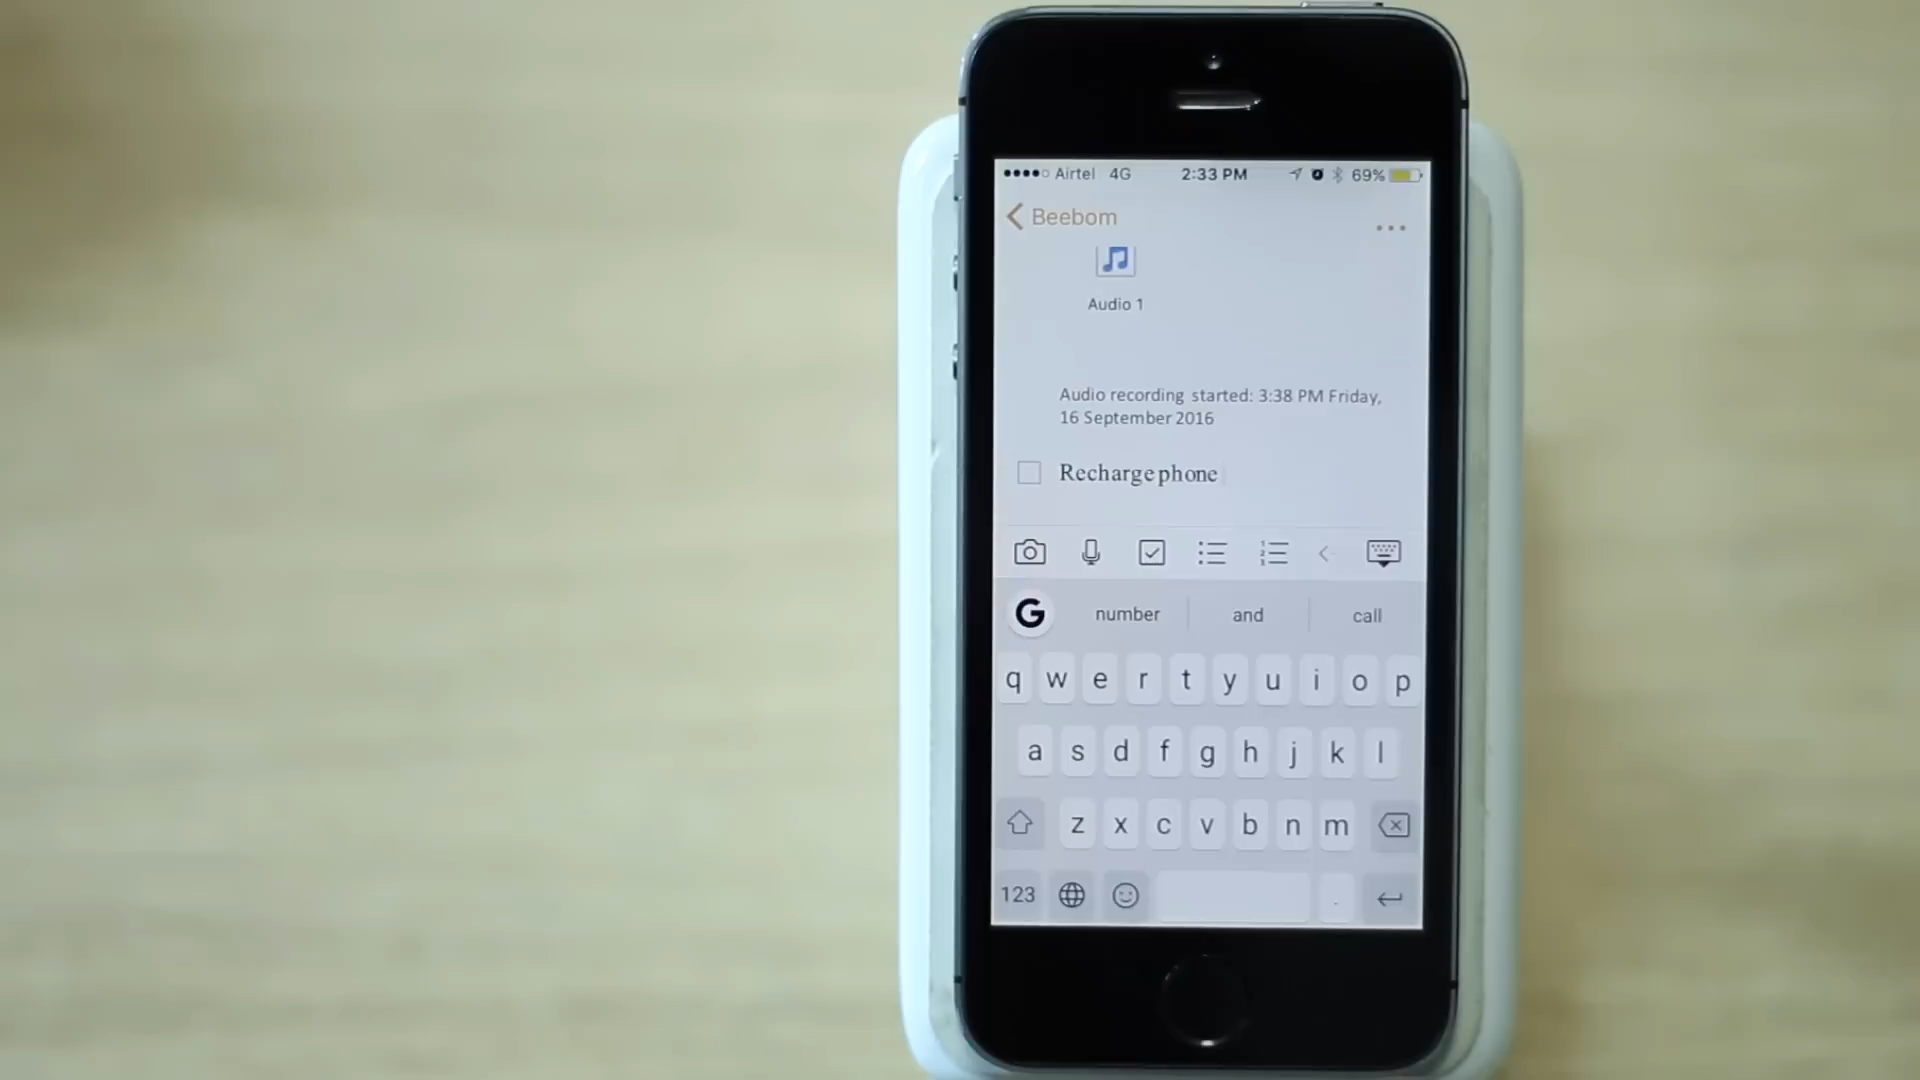 Airtel 4G 2:33 PM 69%
Beebom
Audio 1
Audio recording started: 3:38 PM Friday,
16 September 2016
Recharge phone
G number and call
q w e r t y u i o p
a s d f g h j k l
z x c v b n m
123 .